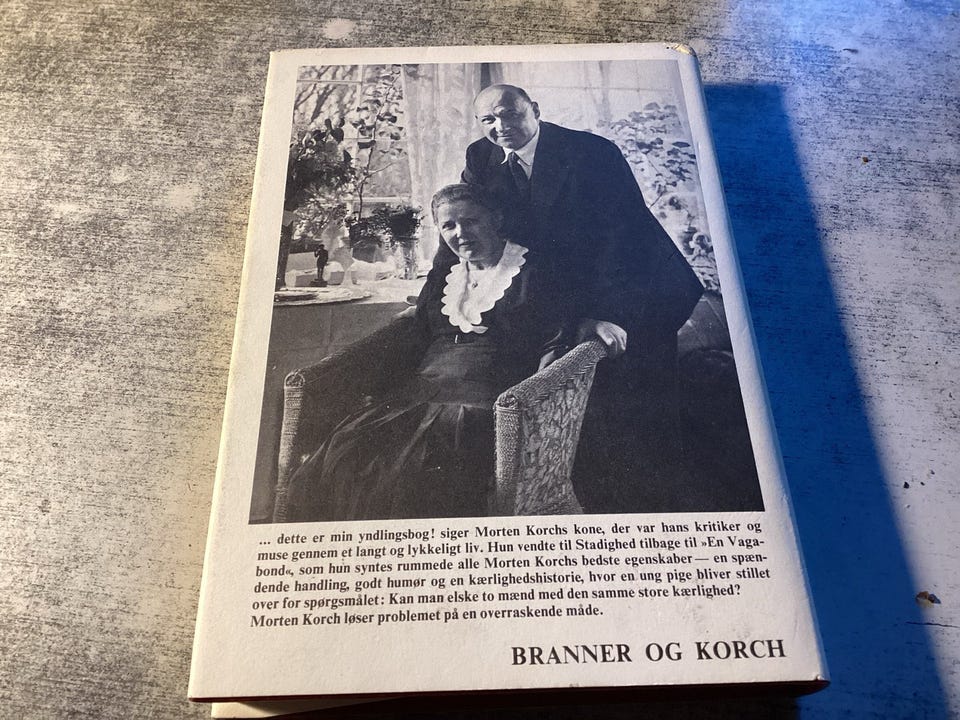 ... dette er min yndlingsbog! siger Morten Korchs kone, der var hans kritiker og
muse gennem et langt og lykkeligt liv. Hun vendte til Stadighed tilbage til »En Vaga-
bond«, som hun syntes rummede alle Morten Korchs bedste egenskaber — en spæn-
dende handling, godt humør og en kærlighedshistorie, hvor en ung pige bliver stillet
over for spørgsmålet: Kan man elske to mænd med den samme store kærlighed?
Morten Korch løser problemet på en overraskende måde.
BRANNER OG KORCH